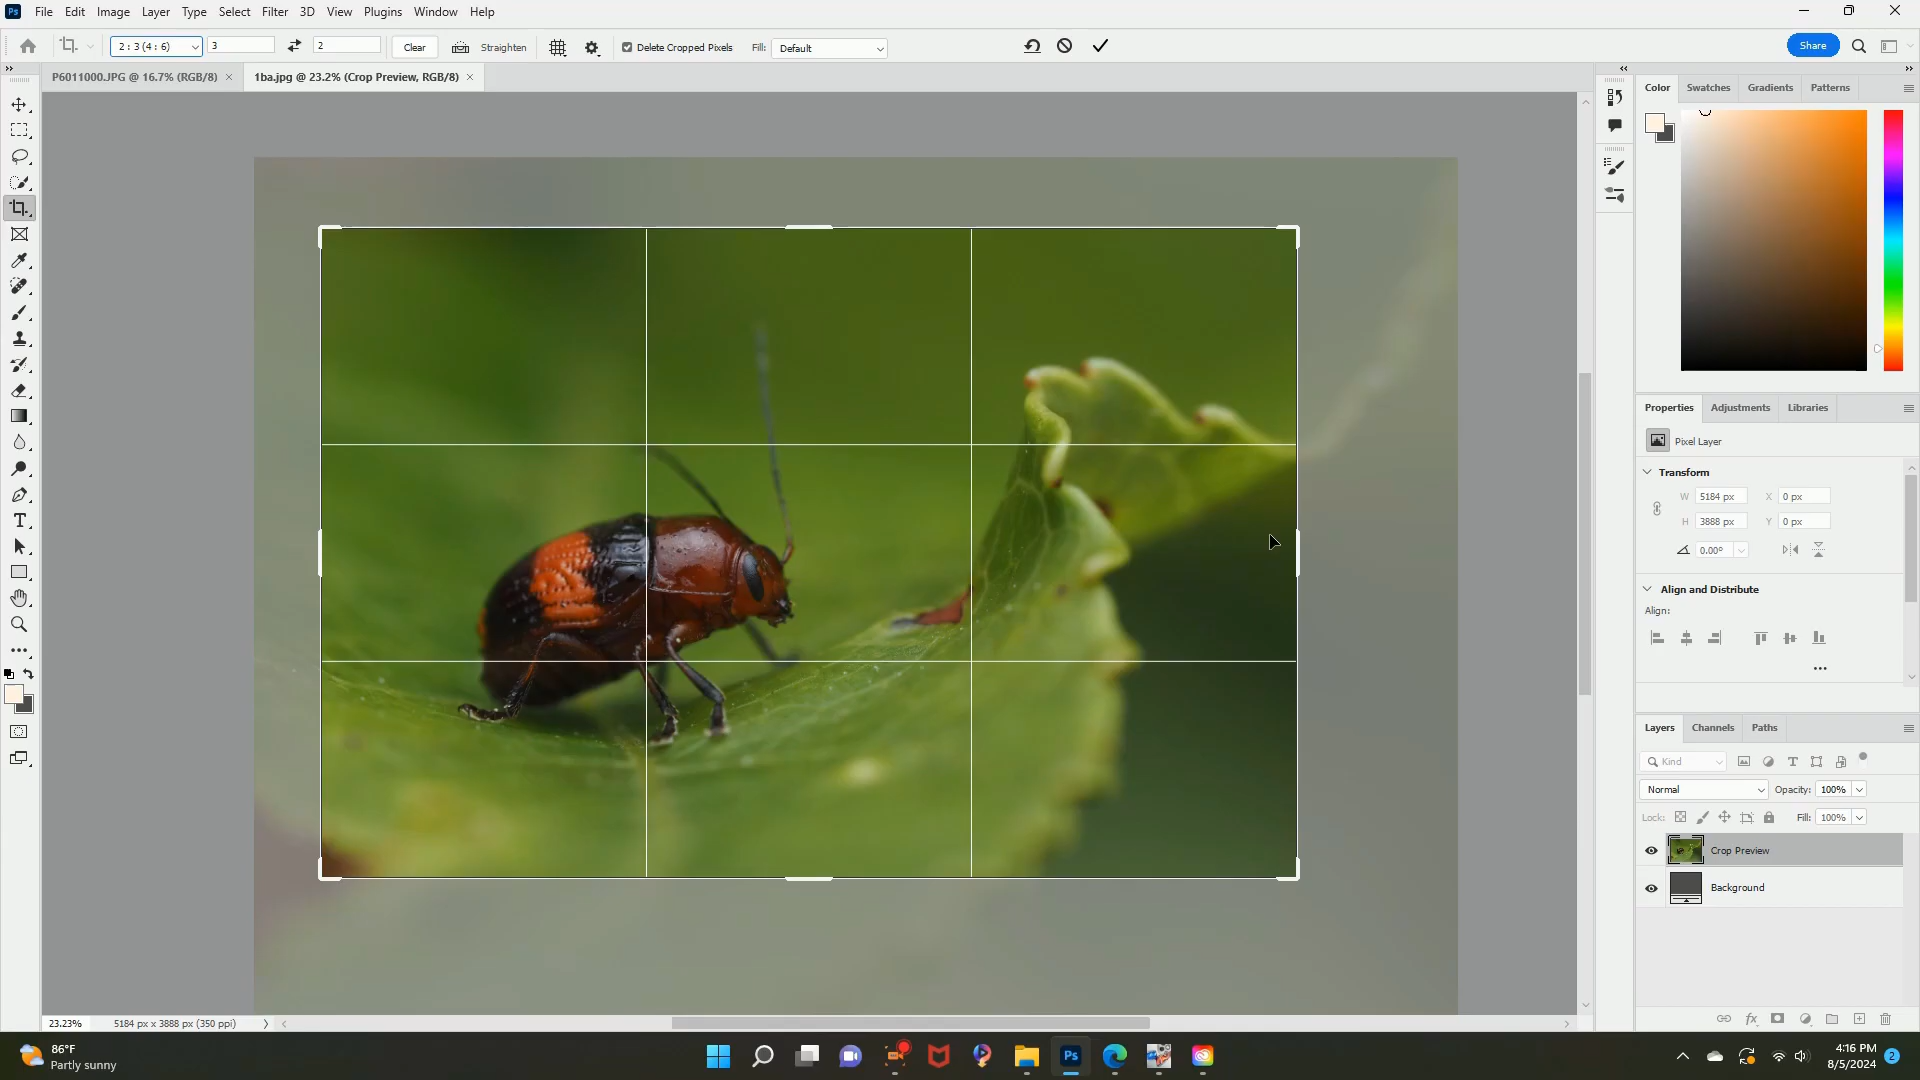 Ps File Edit Image Layer Type Select Filter 3D View Plugins Window Help
2 : 3 (4 : 6) 3 2 Clear Straighten Delete Cropped Pixels Fill: Default Share
P6011000.JPG @ 16.7% (RGB/8) × 1ba.jpg @ 23.2% (Crop Preview, RGB/8) ×
Color Swatches Gradients Patterns
Properties Adjustments Libraries
Pixel Layer
Transform
W 5184 px X 0 px
H 3888 px Y 0 px
0.00°
Align and Distribute
Align:
Layers Channels Paths
Kind
Normal Opacity: 100%
Lock: Fill: 100%
Crop Preview
Background
23.23% 5184 px x 3888 px (350 ppi)
86°F
Partly sunny
Ps
4:16 PM
8/5/2024
2